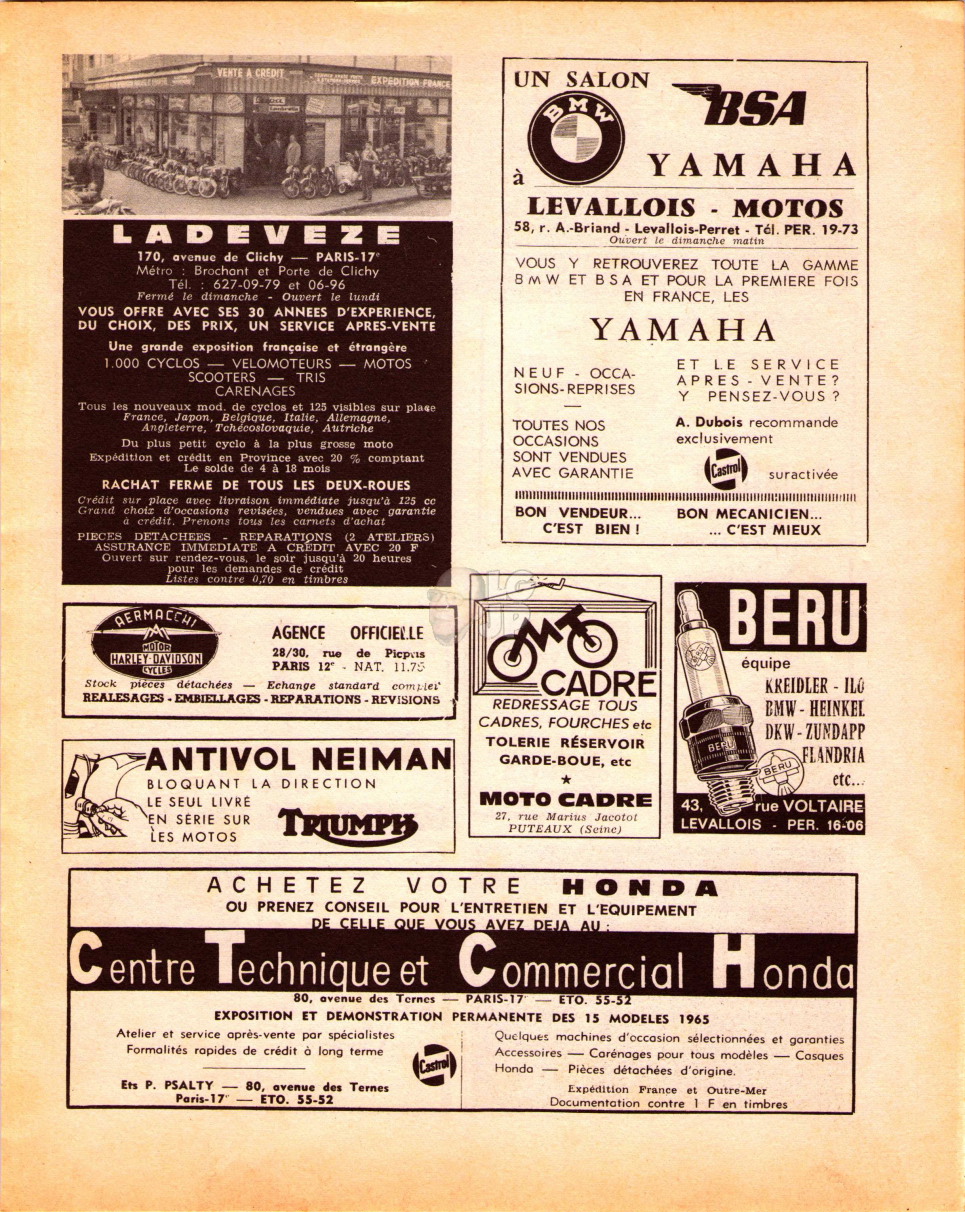 VENTE A CRÉDIT
EXPEDITION FRANCE
LADEVEZE
170, avenue de Clichy — PARIS-17e
Métro : Brochant et Porte de Clichy
Tél. : 627-09-79 et 06-96
Fermé le dimanche - Ouvert le lundi
VOUS OFFRE AVEC SES 30 ANNEES D'EXPERIENCE,
DU CHOIX, DES PRIX, UN SERVICE APRES-VENTE
Une grande exposition française et étrangère
1.000 CYCLOS — VELOMOTEURS — MOTOS
SCOOTERS — TRIS
CARENAGES
Tous les nouveaux mod. de cyclos et 125 visibles sur place
France, Japon, Belgique, Italie, Allemagne,
Angleterre, Tchécoslovaquie, Autriche
Du plus petit cyclo à la plus grosse moto
Expédition et crédit en Province avec 20 % comptant
Le solde de 4 à 18 mois
RACHAT FERME DE TOUS LES DEUX-ROUES
Crédit sur place avec livraison immédiate jusqu'à 125 cc
Grand choix d'occasions revisées, vendues avec garantie
à crédit. Prenons tous les carnets d'achat
PIECES DETACHEES - REPARATIONS (2 ATELIERS)
ASSURANCE IMMEDIATE A CRÉDIT AVEC 20 F
Ouvert sur rendez-vous, le soir jusqu'à 20 heures
pour les demandes de crédit
Listes contre 0,70 en timbres
UN SALON
BMW
BSA
YAMAHA
à
LEVALLOIS - MOTOS
58, r. A.-Briand - Levallois-Perret - Tél. PER. 19-73
Ouvert le dimanche matin
VOUS Y RETROUVEREZ TOUTE LA GAMME
BmW ET BSA ET POUR LA PREMIERE FOIS
EN FRANCE, LES
YAMAHA
NEUF - OCCA-
SIONS-REPRISES
TOUTES NOS
OCCASIONS
SONT VENDUES
AVEC GARANTIE
ET LE SERVICE
APRES - VENTE?
Y PENSEZ-VOUS ?
A. Dubois recommande
exclusivement
Castrol
suractivée
BON VENDEUR...
C'EST BIEN !
BON MECANICIEN...
... C'EST MIEUX
AERMACCHI
MOTOR
HARLEY-DAVIDSON
CYCLES
AGENCE OFFICIELLE
28/30, rue de Picpus
PARIS 12e - NAT. 11.75
Stock pièces détachées — Echange standard complet
REALESAGES - EMBIELLAGES - REPARATIONS - REVISIONS
ANTIVOL NEIMAN
BLOQUANT LA DIRECTION
LE SEUL LIVRÉ
EN SÉRIE SUR
LES MOTOS
TRIUMPH
MOTO
CADRE
REDRESSAGE TOUS
CADRES, FOURCHES etc
TOLERIE RÉSERVOIR
GARDE-BOUE, etc
★
MOTO CADRE
27, rue Marius Jacotot
PUTEAUX (Seine)
BERU
équipe
KREIDLER - ILO
BMW - HEINKEL
DKW - ZUNDAPP
FLANDRIA
etc...
BERU
BERU
43, rue VOLTAIRE
LEVALLOIS - PER. 16-06
ACHETEZ VOTRE HONDA
OU PRENEZ CONSEIL POUR L'ENTRETIEN ET L'EQUIPEMENT
DE CELLE QUE VOUS AVEZ DEJA AU :
Centre Technique et Commercial Honda
80, avenue des Ternes — PARIS-17e — ETO. 55-52
EXPOSITION ET DEMONSTRATION PERMANENTE DES 15 MODELES 1965
Atelier et service après-vente par spécialistes
Formalités rapides de crédit à long terme
Castrol
Ets P. PSALTY — 80, avenue des Ternes
Paris-17e — ETO. 55-52
Quelques machines d'occasion sélectionnées et garanties
Accessoires — Carénages pour tous modèles — Casques
Honda — Pièces détachées d'origine.
Expédition France et Outre-Mer
Documentation contre 1 F en timbres